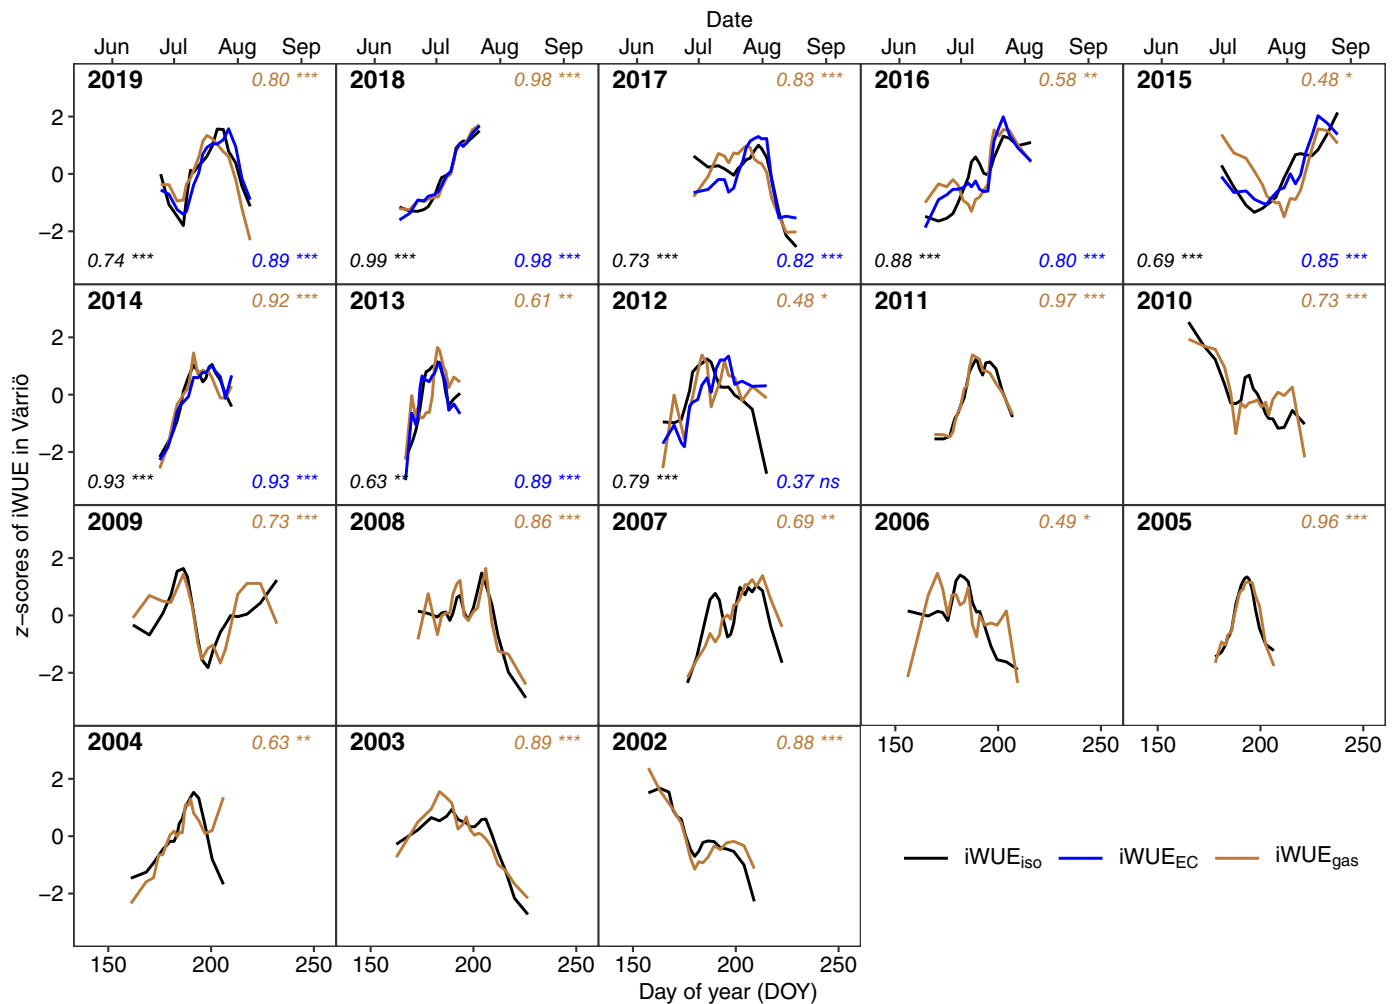 Date
Jun Jul Aug Sep Jun Jul Aug Sep Jun Jul Aug Sep Jun Jul Aug Sep Jun Jul Aug Sep
2019 0.80 *** 2018 0.98 *** 2017 0.83 *** 2016 0.58 ** 2015 0.48 *
2
0
−2
0.74 *** 0.89 *** 0.99 *** 0.98 *** 0.73 *** 0.82 *** 0.88 *** 0.80 *** 0.69 *** 0.85 ***
2014 0.92 *** 2013 0.61 ** 2012 0.48 * 2011 0.97 *** 2010 0.73 ***
2
0
−2
0.93 *** 0.93 *** 0.63 ** 0.89 *** 0.79 *** 0.37 ns
z−scores of iWUE in Värriö
2009 0.73 *** 2008 0.86 *** 2007 0.69 ** 2006 0.49 * 2005 0.96 ***
2
0
−2
2004 0.63 ** 2003 0.89 *** 2002 0.88 *** 150 200 250 150 200 250
2
0
−2
iWUEiso iWUEEC iWUEgas
150 200 250 150 200 250 150 200 250
Day of year (DOY)